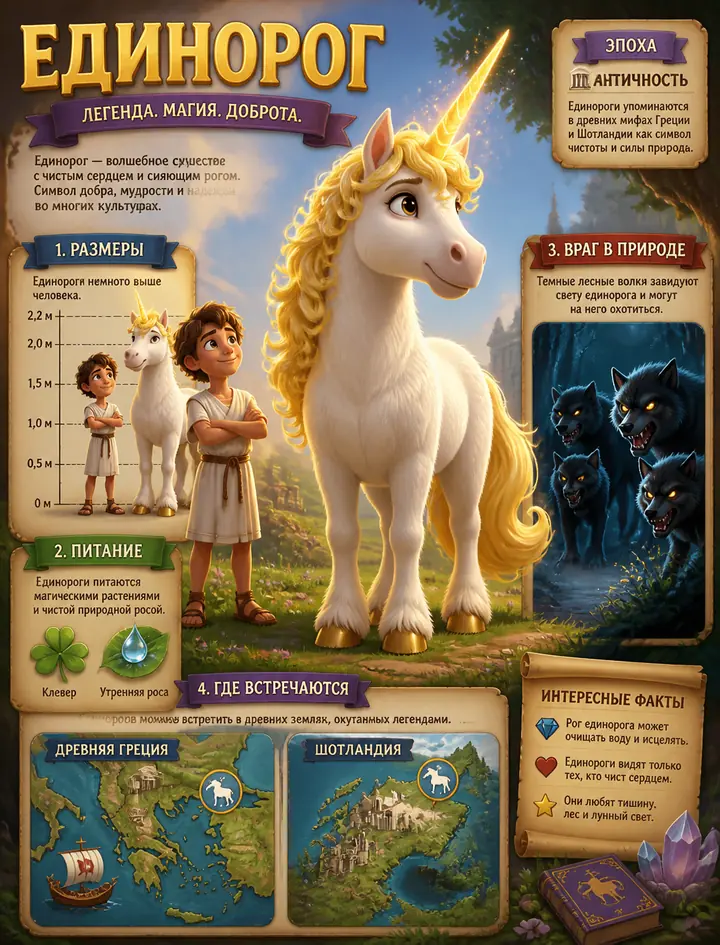 ЕДИНОРОГ
ЛЕГЕНДА. МАГИЯ. ДОБРОТА.
Единорог — волшебное существе
с чистым сердцем и сияющим рогом.
Символ добра, мудрости и
во многих культурах.
ЭПОХА
АНТИЧНОСТЬ
Единороги упоминаются
в древних мифах Греции
и Шотландии как символ
чистоты и силы природа.
1. РАЗМЕРЫ
Единороги немного выше
человека.
2,2 м
2,0 м
1,5 м
1,0 м
0,5 м
0 м
2. ПИТАНИЕ
Единороги питаются
магическими растениями
и чистой природной росой.
Клевер
Утренняя роса
3. ВРАГ В ПРИРОДЕ
Темные лесные волки завидуют
свету единорога и могут
на него охотиться.
4. ГДЕ ВСТРЕЧАЮТСЯ
встретить в древних землях, окутанных легендами.
ДРЕВНЯЯ ГРЕЦИЯ
ШОТЛАНДИЯ
ИНТЕРЕСНЫЕ ФАКТЫ
Рог единорога может
очищать воду и исцелять.
Единороги видят только
тех, кто чист сердцем.
Они любят тишину,
лес и лунный свет.